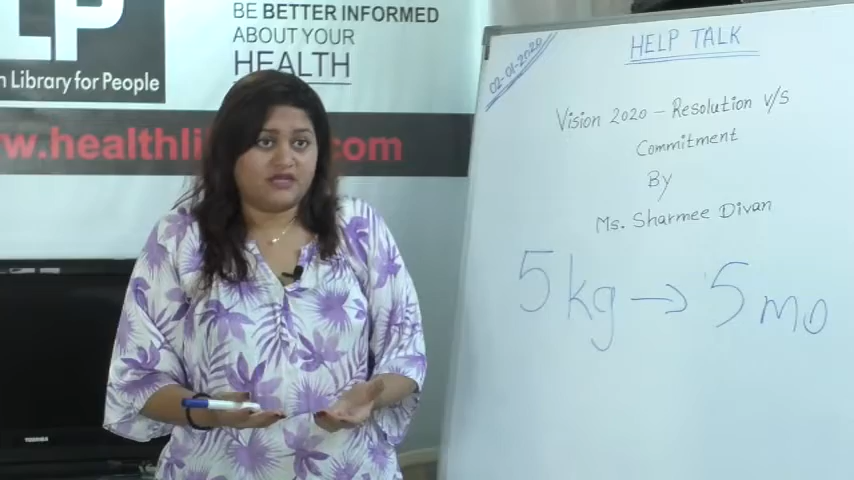 LP
n Library for People
BE BETTER INFORMED
ABOUT YOUR
HEALTH
www.healthli
com
TOSHIBA
02-01-2020
HELP TALK
Vision 2020 - Resolution v/s
Commitment
By
Ms. Sharmee Divan
5 kg → 5 mo